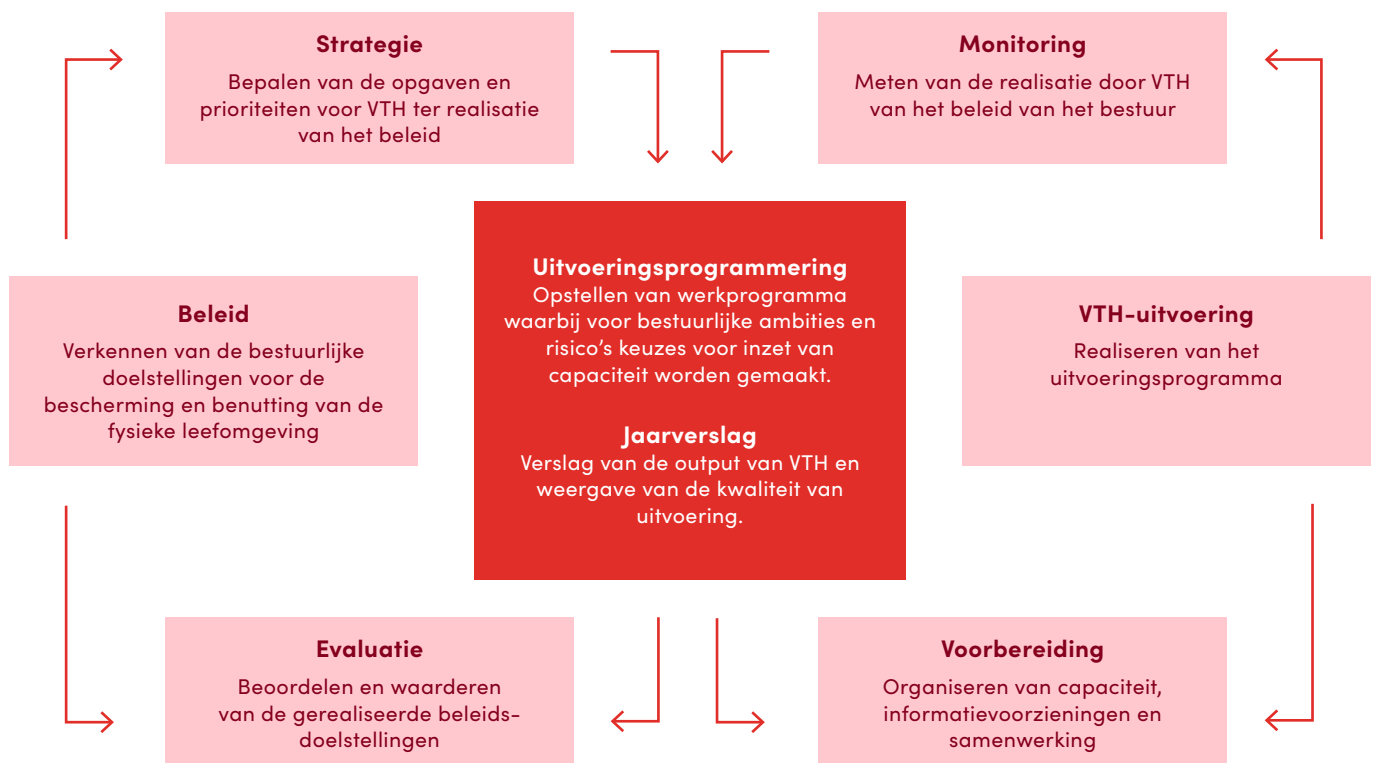 Strategie
Bepalen van de opgaven en
prioriteiten voor VTH ter realisatie
van het beleid
Monitoring
Meten van de realisatie door VTH
van het beleid van het bestuur
Beleid
Verkennen van de bestuurlijke
doelstellingen voor de
bescherming en benutting van de
fysieke leefomgeving
Uitvoeringsprogrammering
Opstellen van werkprogramma
waarbij voor bestuurlijke ambities en
risico's keuzes voor inzet van
capaciteit worden gemaakt.
Jaarverslag
Verslag van de output van VTH en
weergave van de kwaliteit van
uitvoering.
VTH-uitvoering
Realiseren van het
uitvoeringsprogramma
Evaluatie
Beoordelen en waarderen
van de gerealiseerde beleids-
doelstellingen
Voorbereiding
Organiseren van capaciteit,
informatievoorzieningen en
samenwerking